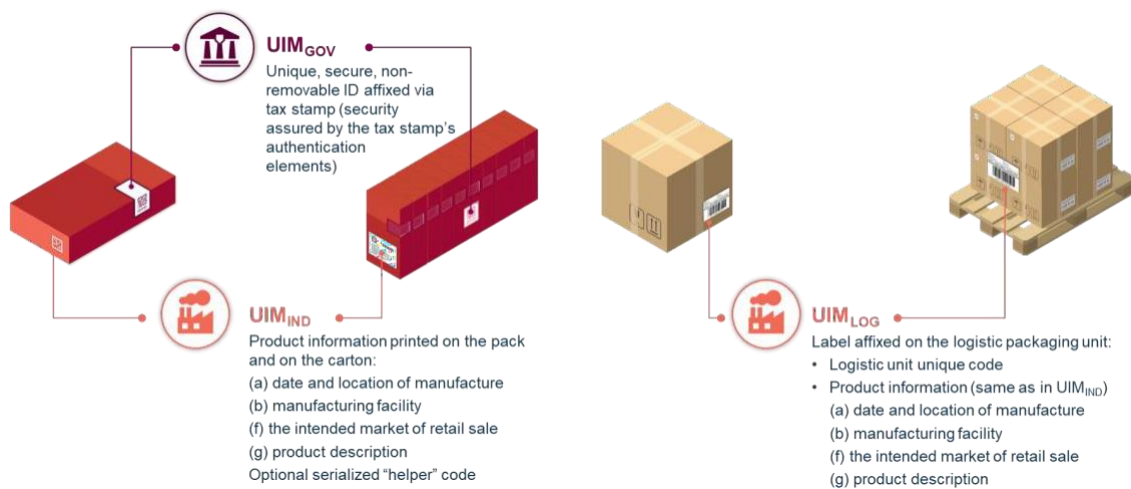 UIMGOV
Unique, secure, non-
removable ID affixed via
tax stamp (security
assured by the tax stamp's
authentication
elements)
UIMIND
Product information printed on the pack
and on the carton:
(a) date and location of manufacture
(b) manufacturing facility
(f) the intended market of retail sale
(g) product description
Optional serialized “helper” code
UIMLOG
Label affixed on the logistic packaging unit:
• Logistic unit unique code
• Product information (same as in UIMIND)
(a) date and location of manufacture
(b) manufacturing facility
(f) the intended market of retail sale
(g) product description